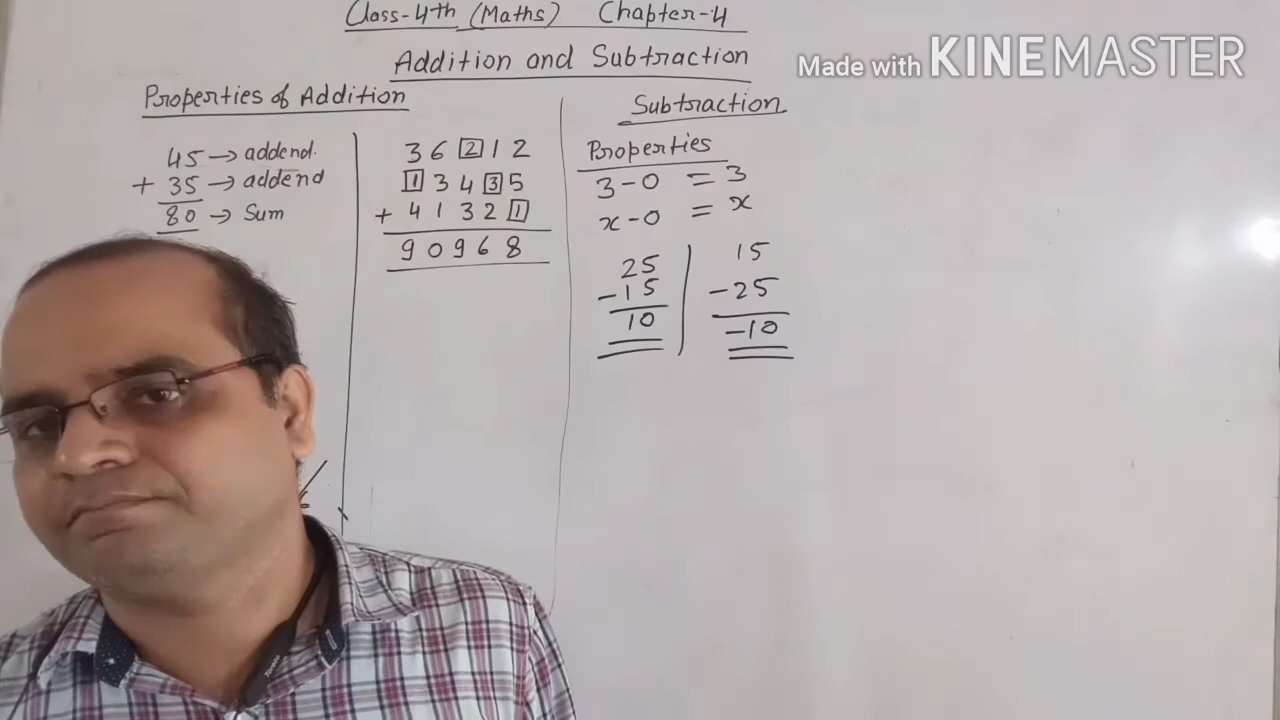 Class-4th (Maths) Chapter-4
Addition and Subtraction
Made with KINEMASTER
Properties of Addition
45 → addend.
+ 35 → addend
80 → Sum
3 6 2 1 2
1 3 4 3 5
+ 4 1 3 2 1
9 0 9 6 8
Subtraction
Properties
3 - 0 = 3
x - 0 = x
25
- 15
10
15
- 25
- 10